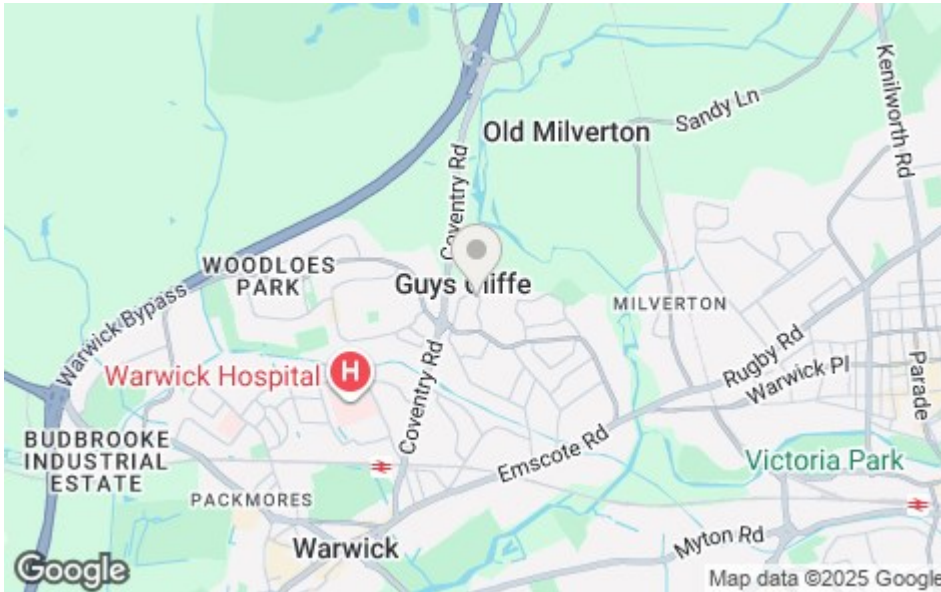 Kenilworth Rd
Sandy Ln
Old Milverton
Coventry Rd
WOODLOES
PARK
Guys Cliffe
MILVERTON
Warwick Bypass
Rugby Rd
Warwick Pl
Parade
Warwick Hospital
H
Coventry Rd
BUDBROOKE
INDUSTRIAL
ESTATE
Emscote Rd
Victoria Park
PACKMORES
Warwick
Myton Rd
Google
Map data ©2025 Google